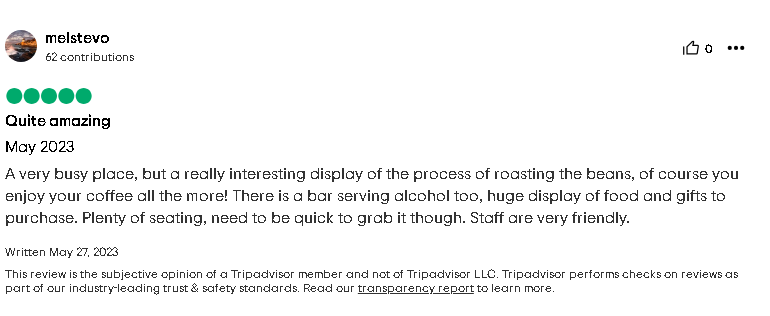 melstevo
62 contributions
0
Quite amazing
May 2023
A very busy place, but a really interesting display of the process of roasting the beans, of course you
enjoy your coffee all the more! There is a bar serving alcohol too, huge display of food and gifts to
purchase. Plenty of seating, need to be quick to grab it though. Staff are very friendly.
Written May 27, 2023
This review is the subjective opinion of a Tripadvisor member and not of Tripadvisor LLC. Tripadvisor performs checks on reviews as
part of our industry-leading trust & safety standards. Read our transparency report to learn more.